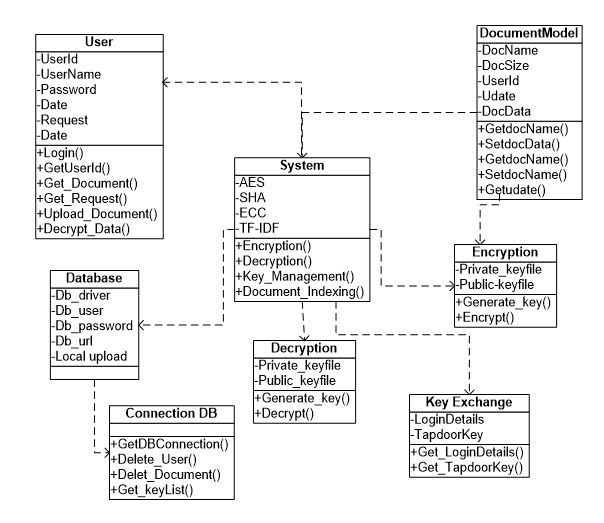 User
-UserId
-UserName
-Password
-Date
-Request
-Date
+Login()
+GetUserId()
+Get_Document()
+Get_Request()
+Upload_Document()
+Decrypt_Data()
DocumentModel
-DocName
-DocSize
-UserId
-Udate
-DocData
+GetdocName()
+SetdocData()
+GetdocName()
+SetdocName()
+Getudate()
System
-AES
-SHA
-ECC
-TF-IDF
+Encryption()
+Decryption()
+Key_Management()
+Document_Indexing()
Encryption
-Private_keyfile
-Public-keyfile
+Generate_key()
+Encrypt()
Database
-Db_driver
-Db_user
-Db_password
-Db_url
-Local upload
Decryption
-Private_keyfile
-Public_keyfile
+Generate_key()
+Decrypt()
Key Exchange
-LoginDetails
-TapdoorKey
+Get_LoginDetails()
+Get_TapdoorKey()
Connection DB
+GetDBConnection()
+Delete_User()
+Delet_Document()
+Get_keyList()